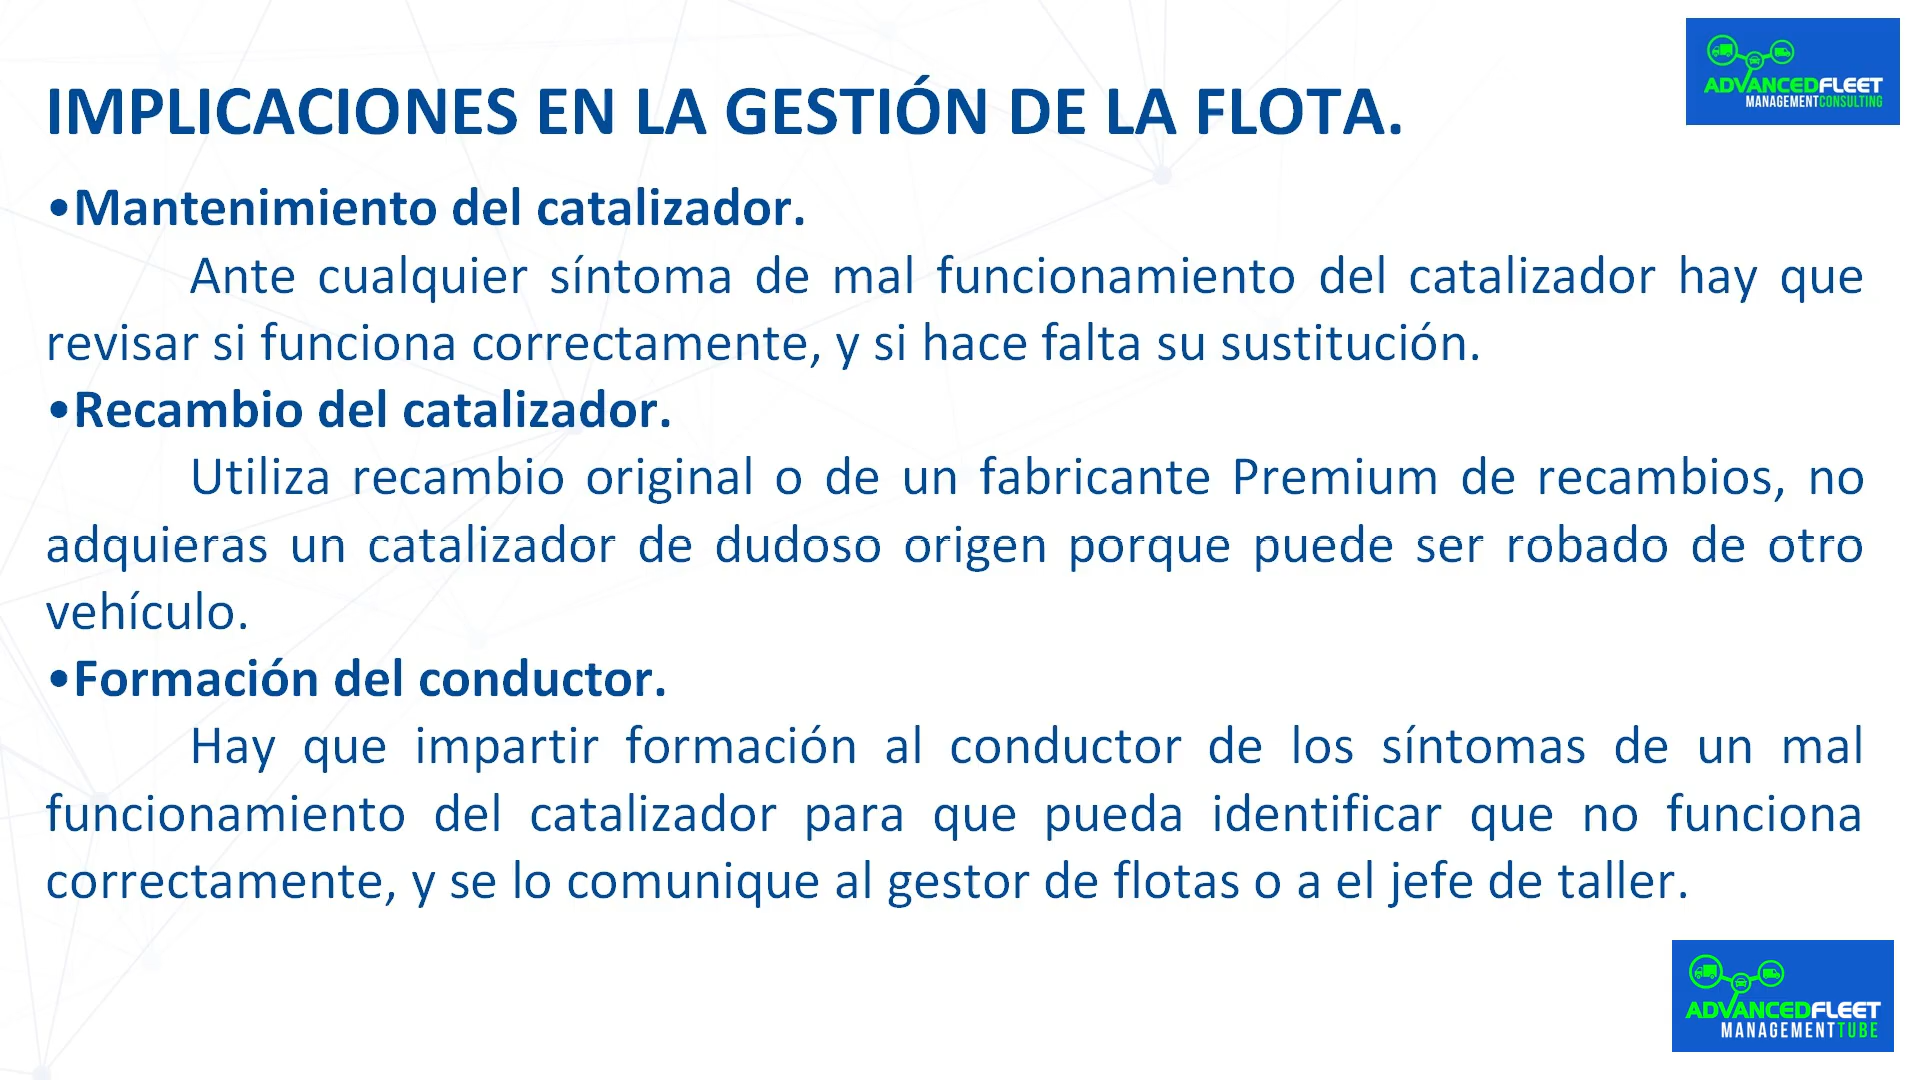 IMPLICACIONES EN LA GESTIÓN DE LA FLOTA.
ADVANCEDFLEET
MANAGEMENTCONSULTING
•Mantenimiento del catalizador.
Ante cualquier síntoma de mal funcionamiento del catalizador hay que
revisar si funciona correctamente, y si hace falta su sustitución.
•Recambio del catalizador.
Utiliza recambio original o de un fabricante Premium de recambios, no
adquieras un catalizador de dudoso origen porque puede ser robado de otro
vehículo.
•Formación del conductor.
Hay que impartir formación al conductor de los síntomas de un mal
funcionamiento del catalizador para que pueda identificar que no funciona
correctamente, y se lo comunique al gestor de flotas o a el jefe de taller.
ADVANCEDFLEET
MANAGEMENTTUBE